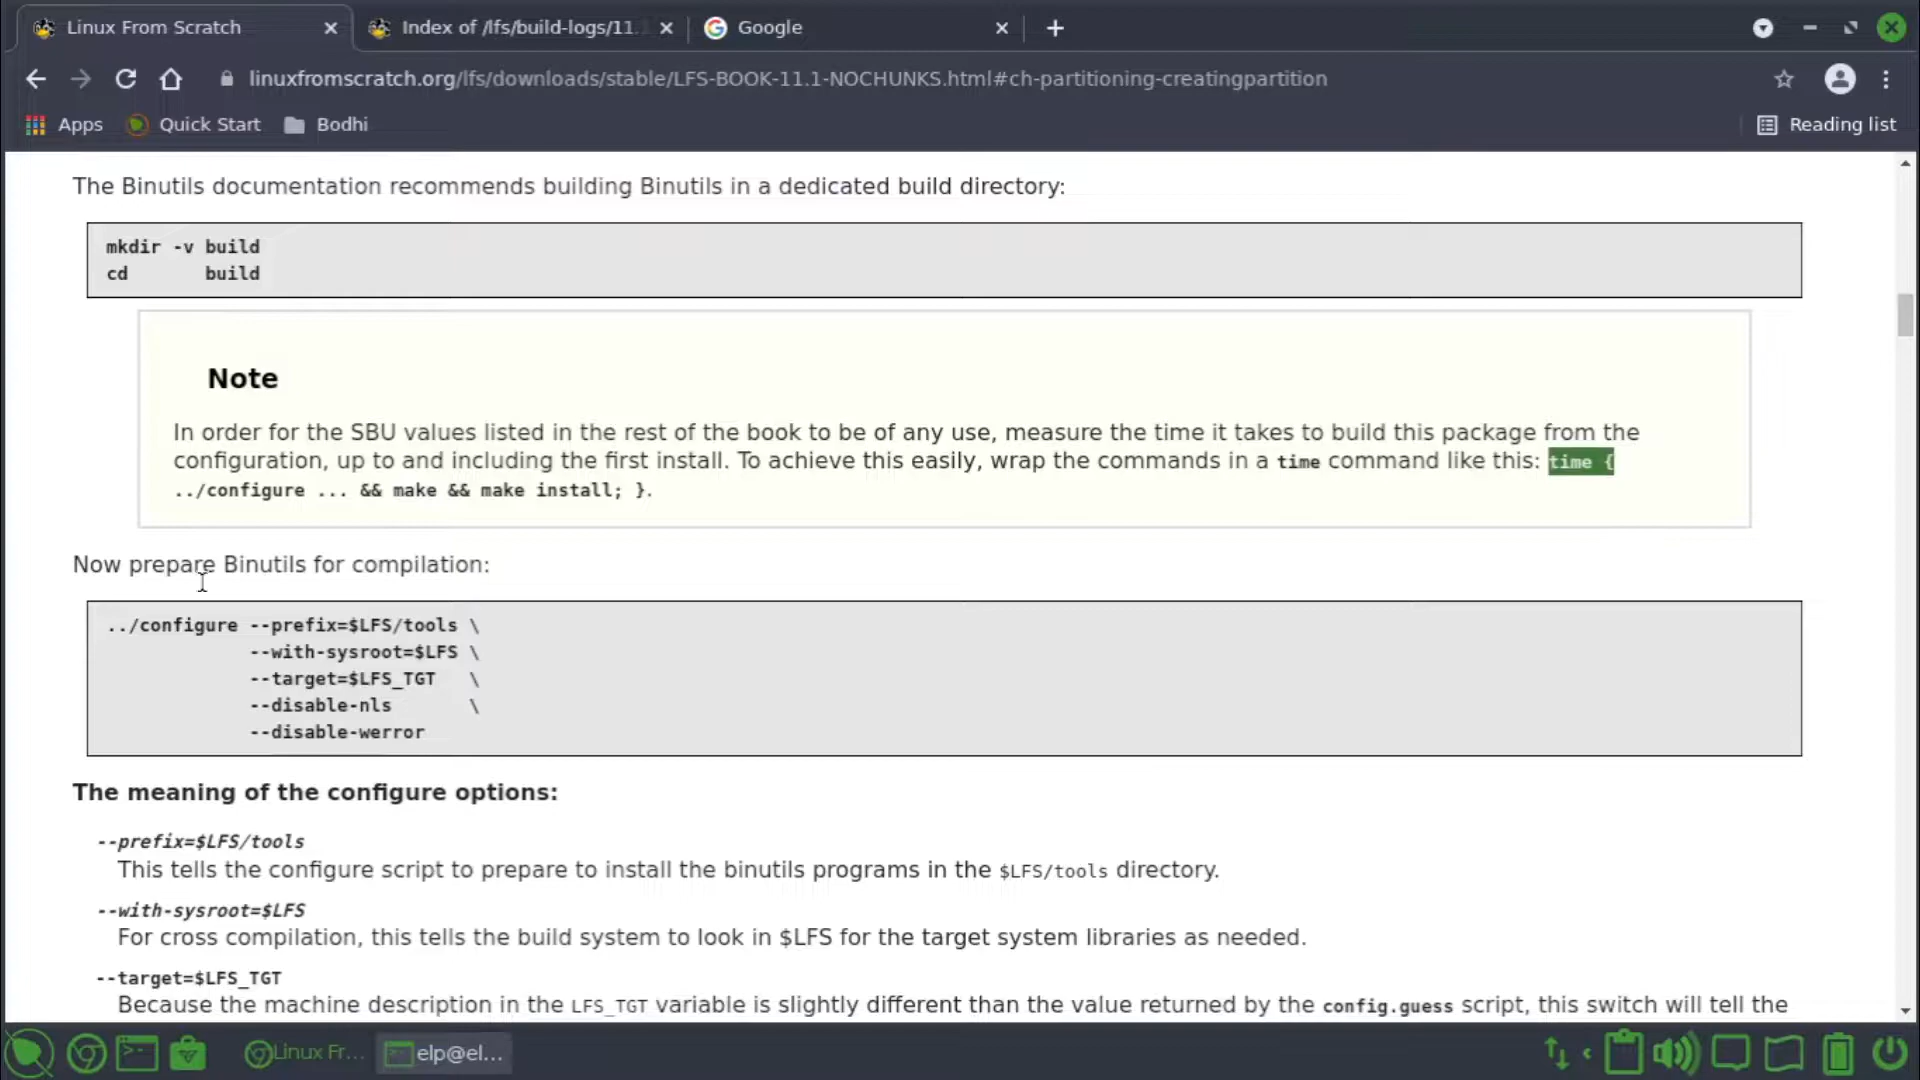 Linux From Scratch
Index of /lfs/build-logs/11.
Google
linuxfromscratch.org/lfs/downloads/stable/LFS-BOOK-11.1-NOCHUNKS.html#ch-partitioning-creatingpartition
Apps
Quick Start
Bodhi
Reading list
The Binutils documentation recommends building Binutils in a dedicated build directory:
mkdir -v build
cd       build
Note
In order for the SBU values listed in the rest of the book to be of any use, measure the time it takes to build this package from the
configuration, up to and including the first install. To achieve this easily, wrap the commands in a time command like this: time {
../configure ... && make && make install; }.
Now prepare Binutils for compilation:
../configure --prefix=$LFS/tools \
             --with-sysroot=$LFS \
             --target=$LFS_TGT   \
             --disable-nls       \
             --disable-werror
The meaning of the configure options:
--prefix=$LFS/tools
This tells the configure script to prepare to install the binutils programs in the $LFS/tools directory.
--with-sysroot=$LFS
For cross compilation, this tells the build system to look in $LFS for the target system libraries as needed.
--target=$LFS_TGT
Because the machine description in the LFS_TGT variable is slightly different than the value returned by the config.guess script, this switch will tell the
Linux Fr...
elp@el...